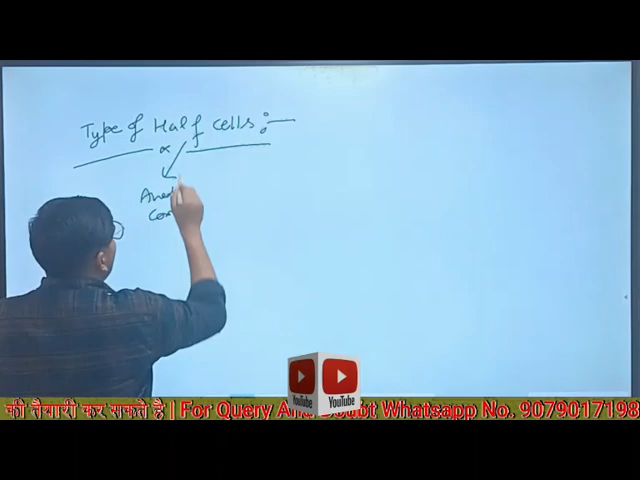 Type of Half cells :-
YouTube YouTube
की तैयारी कर सकते है | For Query And Doubt Whatsapp No. 9079017198